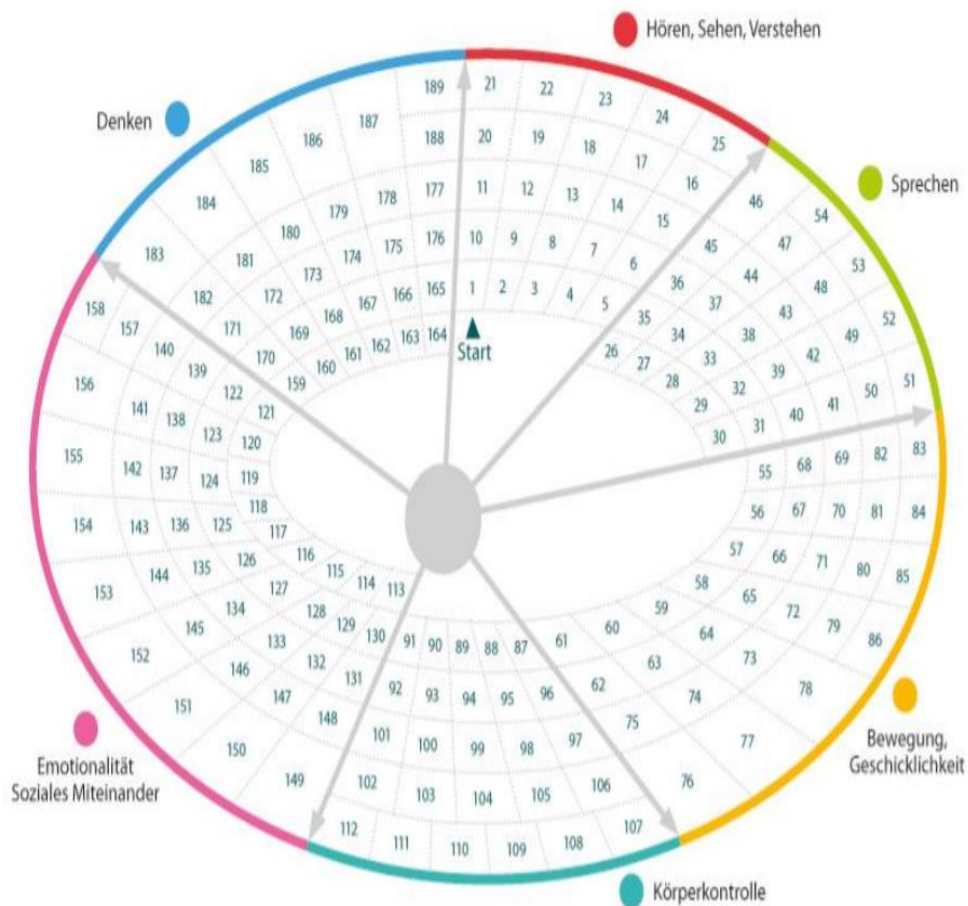 Hören, Sehen, Verstehen
Denken
Sprechen
Start
Bewegung,
Geschicklichkeit
Emotionalität
Soziales Miteinander
Körperkontrolle
21 22 23 24 25
20 19 18 17 16
11 12 13 14 15
10 9 8 7 6
1 2 3 4 5
46 54
45 47 53
36 44 48 52
35 37 43 49 51
26 34 38 42 50
27 33 39 41
28 32 40
29 31
30
55 68 69 82 83
56 67 70 81 84
57 66 71 80 85
58 65 72 79 86
59 64 73 78
60 63 74 77
61 62 75 76
91 90 89 88 87
92 93 94 95 96
101 100 99 98 97
102 103 104 105 106
112 111 110 109 108 107
158 157 140 139 122 121
156 141 138 123 120
155 142 137 124 119
154 143 136 125 118
153 144 135 126 117
152 145 134 127 116
151 146 133 128 115
150 147 132 129 114
149 148 131 130 113
189
187 188
186 177
185 178 176
184 179 175 165
183 180 174 166 164
181 173 167 163
182 172 168 162
171 169 161
170 160
159